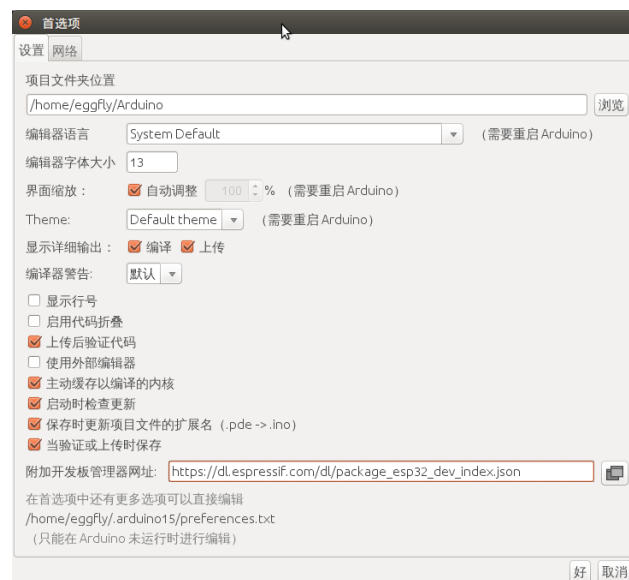 首选项
设置 网络
项目文件夹位置
/home/eggfly/Arduino 浏览
编辑器语言 System Default （需要重启 Arduino）
编辑器字体大小 13
界面缩放： 自动调整 100 % （需要重启 Arduino）
Theme: Default theme （需要重启 Arduino）
显示详细输出： 编译 上传
编译器警告: 默认
显示行号
启用代码折叠
上传后验证代码
使用外部编辑器
主动缓存以编译的内核
启动时检查更新
保存时更新项目文件的扩展名（.pde -> .ino）
当验证或上传时保存
附加开发板管理器网址: https://dl.espressif.com/dl/package_esp32_dev_index.json
在首选项中还有更多选项可以直接编辑
/home/eggfly/.arduino15/preferences.txt
（只能在 Arduino 未运行时进行编辑）
好 取消